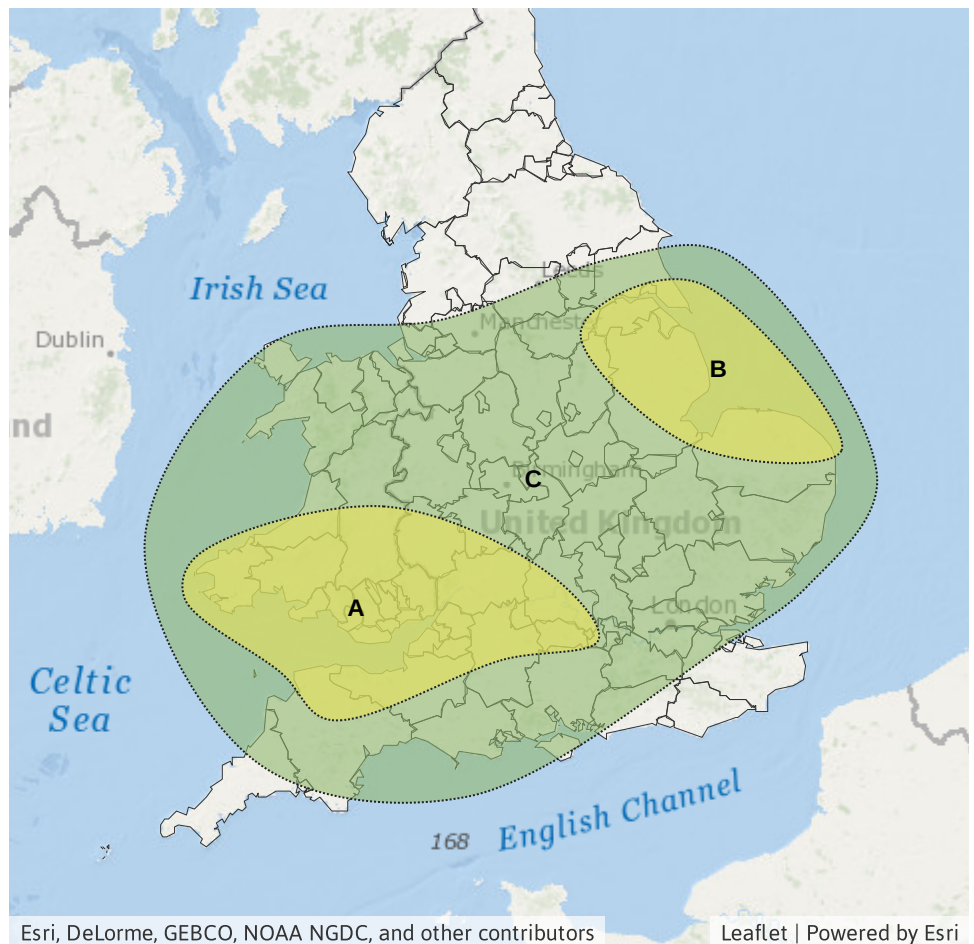 Leeds
Irish Sea
Mancheste
Dublin
B
nd
Birmingham
C
United Kingdom
A
London
Celtic
Sea
English Channel
168
Esri, DeLorme, GEBCO, NOAA NGDC, and other contributors
Leaflet | Powered by Esri